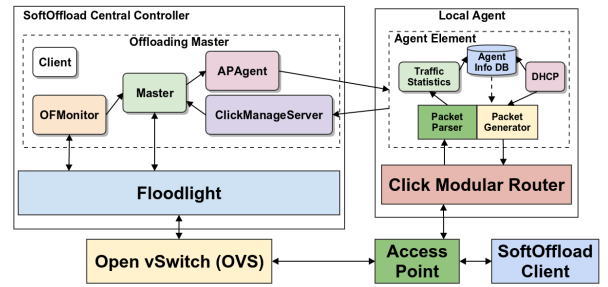 SoftOffload Central Controller
Offloading Master
Client
APAgent
Master
OFMonitor
ClickManageServer
Floodlight
Open vSwitch (OVS)
Local Agent
Agent Element
Traffic
Statistics
Agent
Info DB
DHCP
Packet
Parser
Packet
Generator
Click Modular Router
Access
Point
SoftOffload
Client